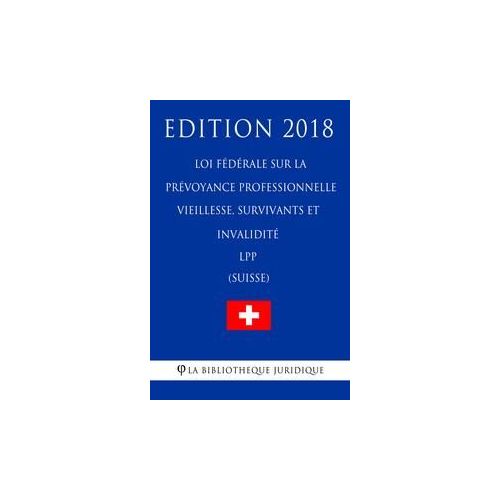 EDITION 2018
LOI FÉDÉRALE SUR LA
PRÉVOYANCE PROFESSIONNELLE
VIEILLESSE, SURVIVANTS ET
INVALIDITÉ
LPP
(SUISSE)
φ LA BIBLIOTHEQUE JURIDIQUE